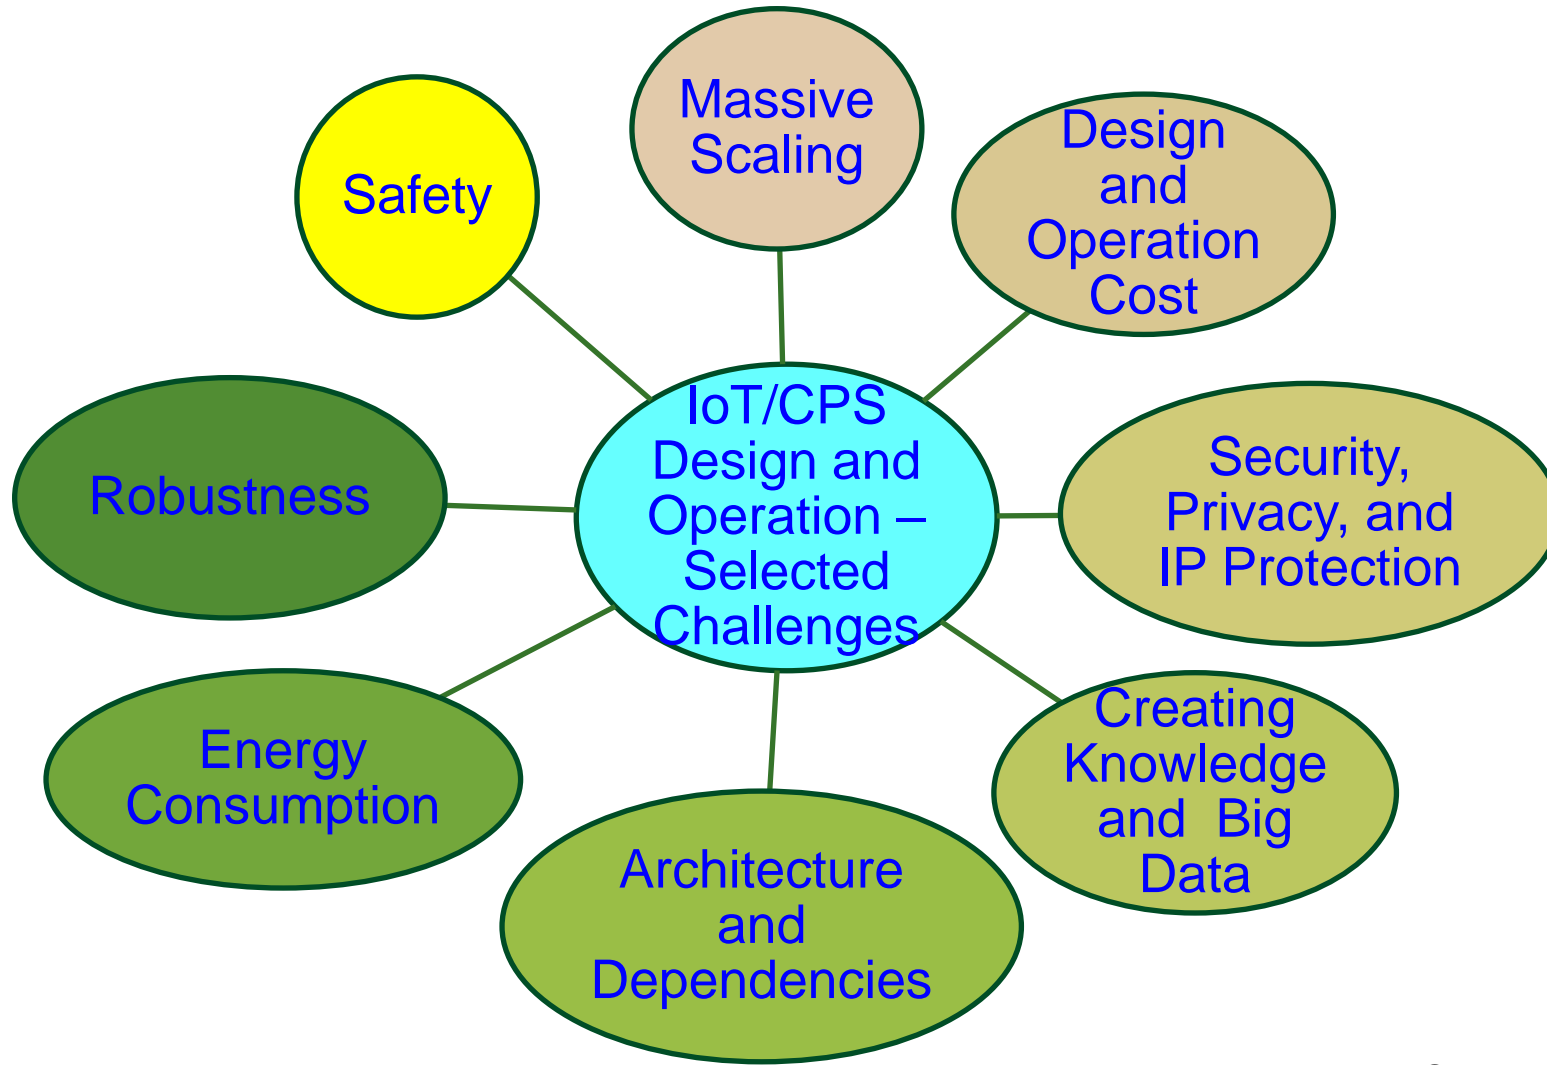 Massive
Scaling
Design
and
Operation
Cost
Safety
IoT/CPS
Design and
Operation –
Selected
Challenges
Security,
Privacy, and
IP Protection
Robustness
Creating
Knowledge
and  Big
Data
Energy
Consumption
Architecture
and
Dependencies